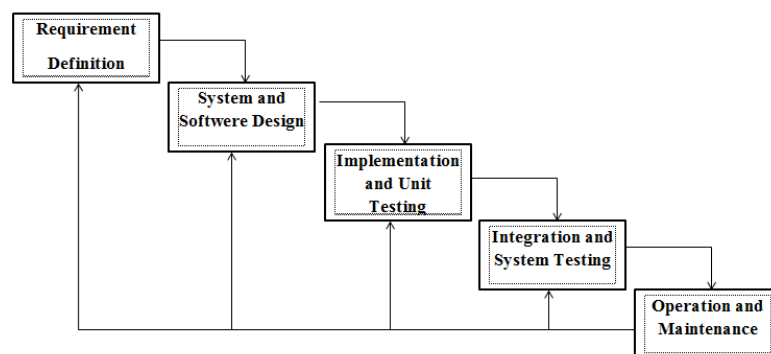 Requirement
Definition
System and
Softwere Design
Implementation
and Unit
Testing
Integration and
System Testing
Operation and
Maintenance